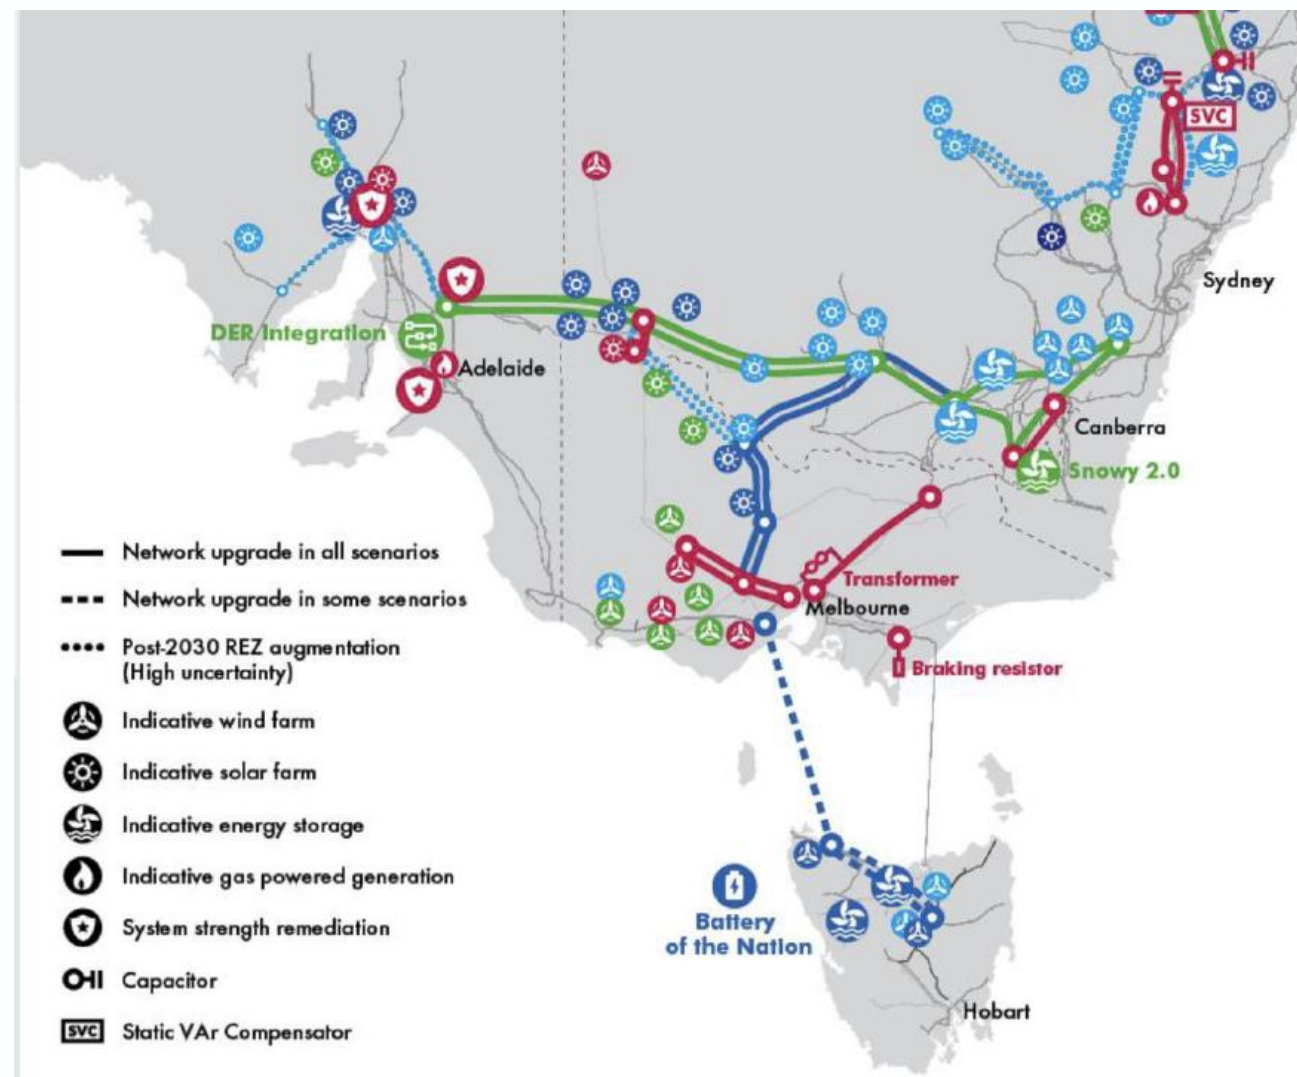 SVC
Sydney
DER Integration
Adelaide
Canberra
Snowy 2.0
Network upgrade in all scenarios
Network upgrade in some scenarios
Post-2030 REZ augmentation
(High uncertainty)
Indicative wind farm
Indicative solar farm
Indicative energy storage
Indicative gas powered generation
System strength remediation
Capacitor
SVC Static VAr Compensator
Transformer
Melbourne
Braking resistor
Battery
of the Nation
Hobart